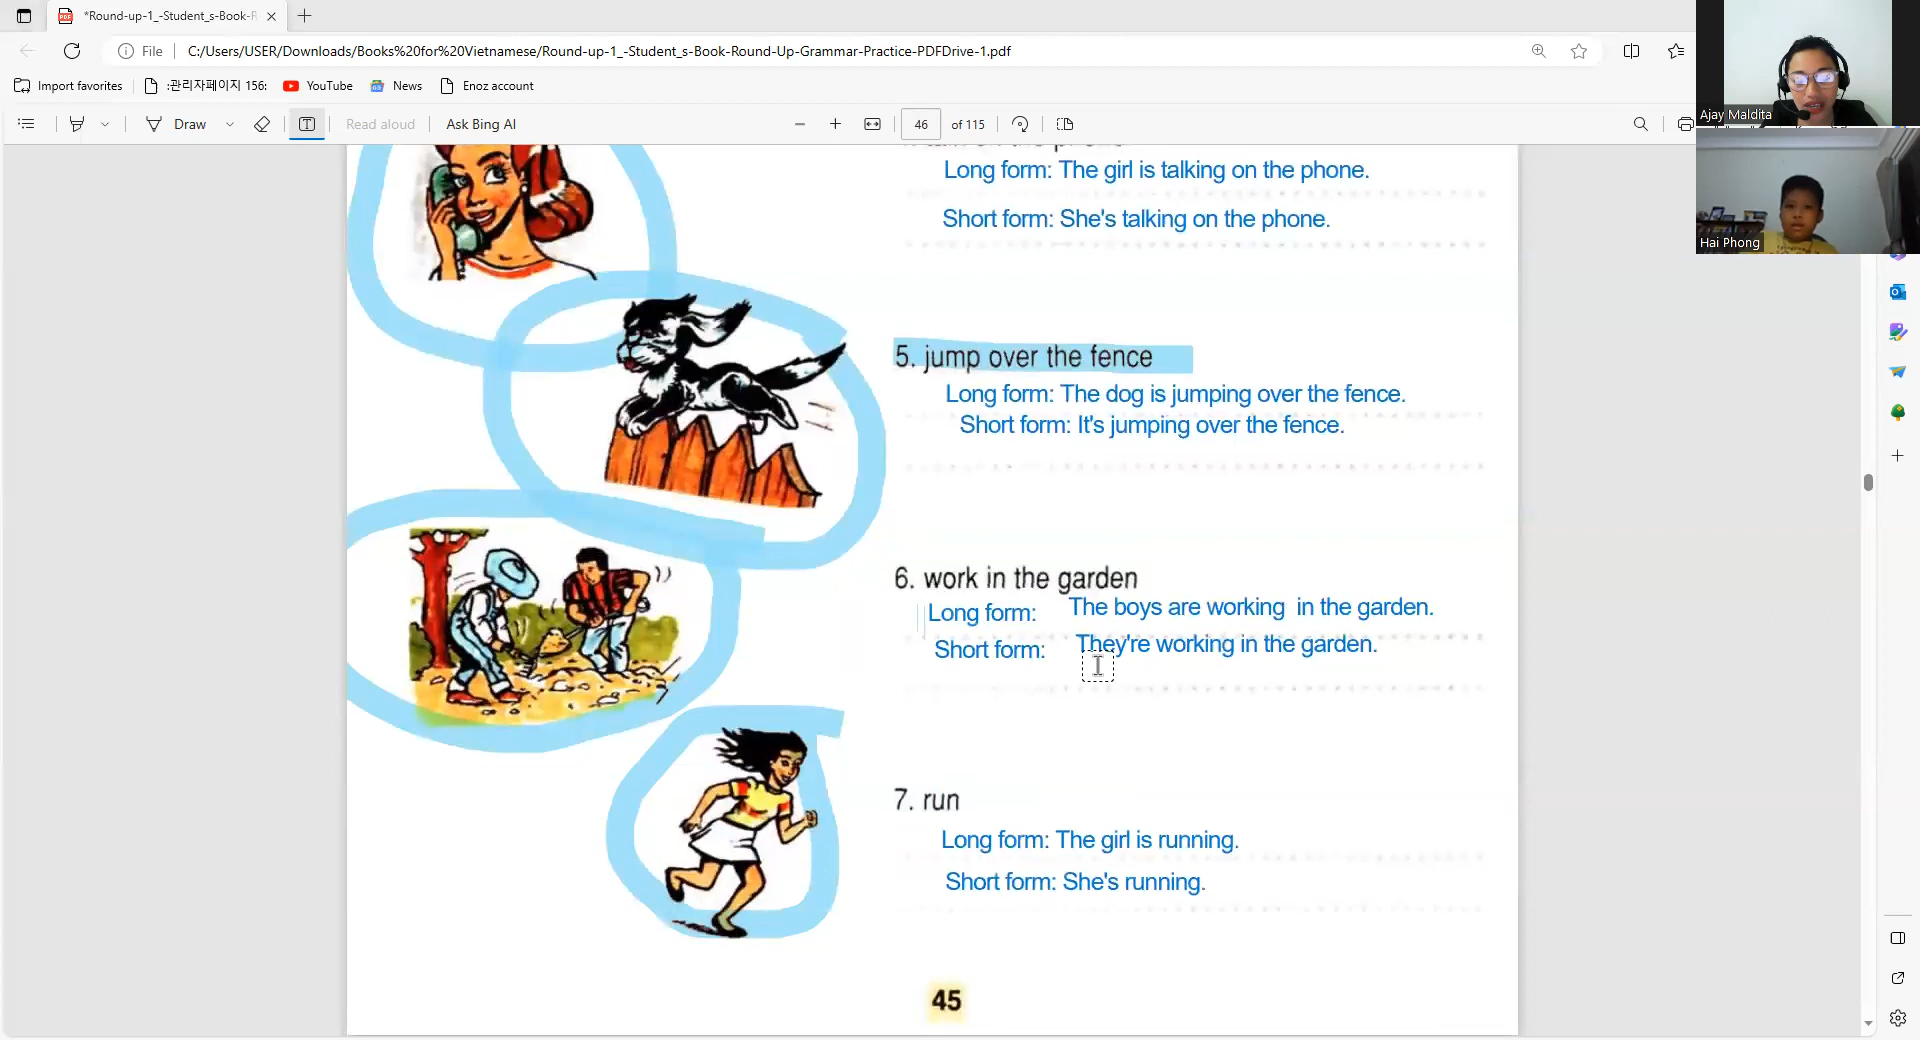 *Round-up-1_-Student_s-Book-R
File
C:/Users/USER/Downloads/Books%20for%20Vietnamese/Round-up-1_-Student_s-Book-Round-Up-Grammar-Practice-PDFDrive-1.pdf
Import favorites
:관리자페이지 156:
YouTube
News
Enoz account
Draw
Read aloud
Ask Bing AI
46
of 115
Ajay Maldita
Hai Phong
Long form: The girl is talking on the phone.
Short form: She's talking on the phone.
5. jump over the fence
Long form: The dog is jumping over the fence.
Short form: It's jumping over the fence.
6. work in the garden
Long form: The boys are working  in the garden.
Short form: They're working in the garden.
7. run
Long form: The girl is running.
Short form: She's running.
45